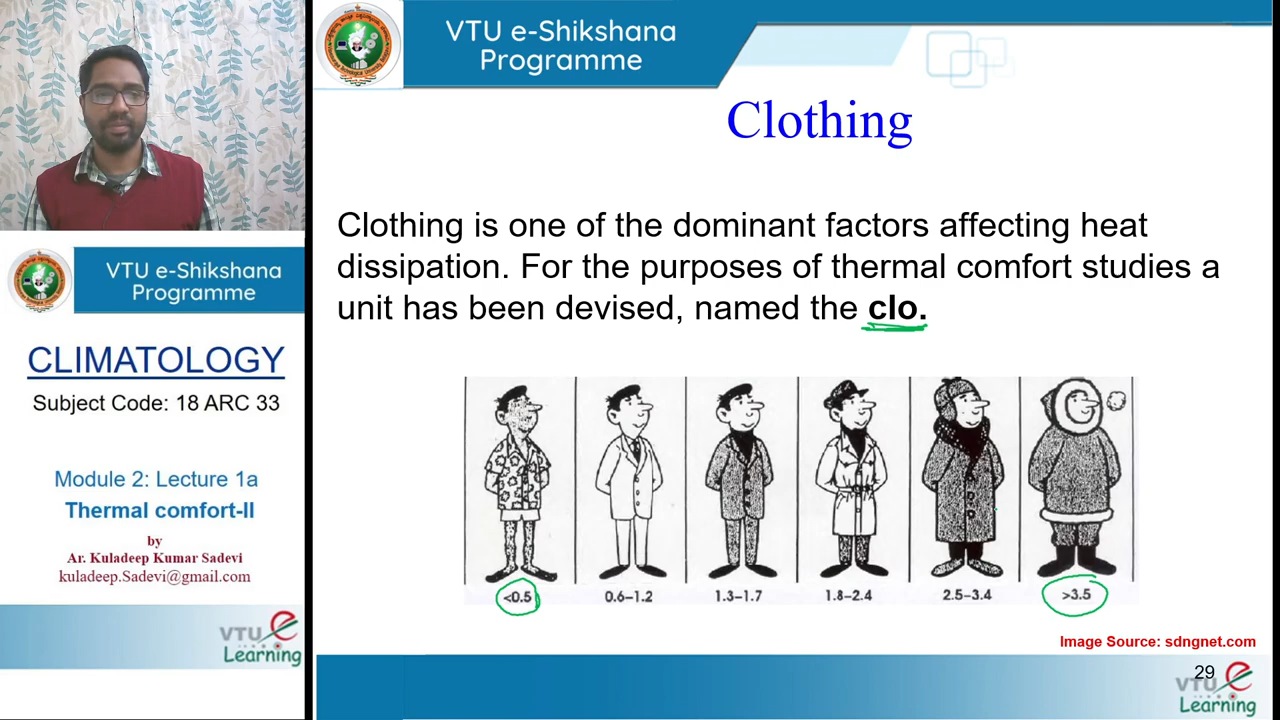 VTU e-Shikshana
Programme
Clothing
Clothing is one of the dominant factors affecting heat
dissipation. For the purposes of thermal comfort studies a
unit has been devised, named the clo.
<0.5
0.6–1.2
1.3–1.7
1.8–2.4
2.5–3.4
>3.5
Image Source: sdngnet.com
29
VTU e
Learning
VTU e-Shikshana
Programme
CLIMATOLOGY
Subject Code: 18 ARC 33
Module 2: Lecture 1a
Thermal comfort-II
by
Ar. Kuladeep Kumar Sadevi
kuladeep.Sadevi@gmail.com
VTU e
Learning